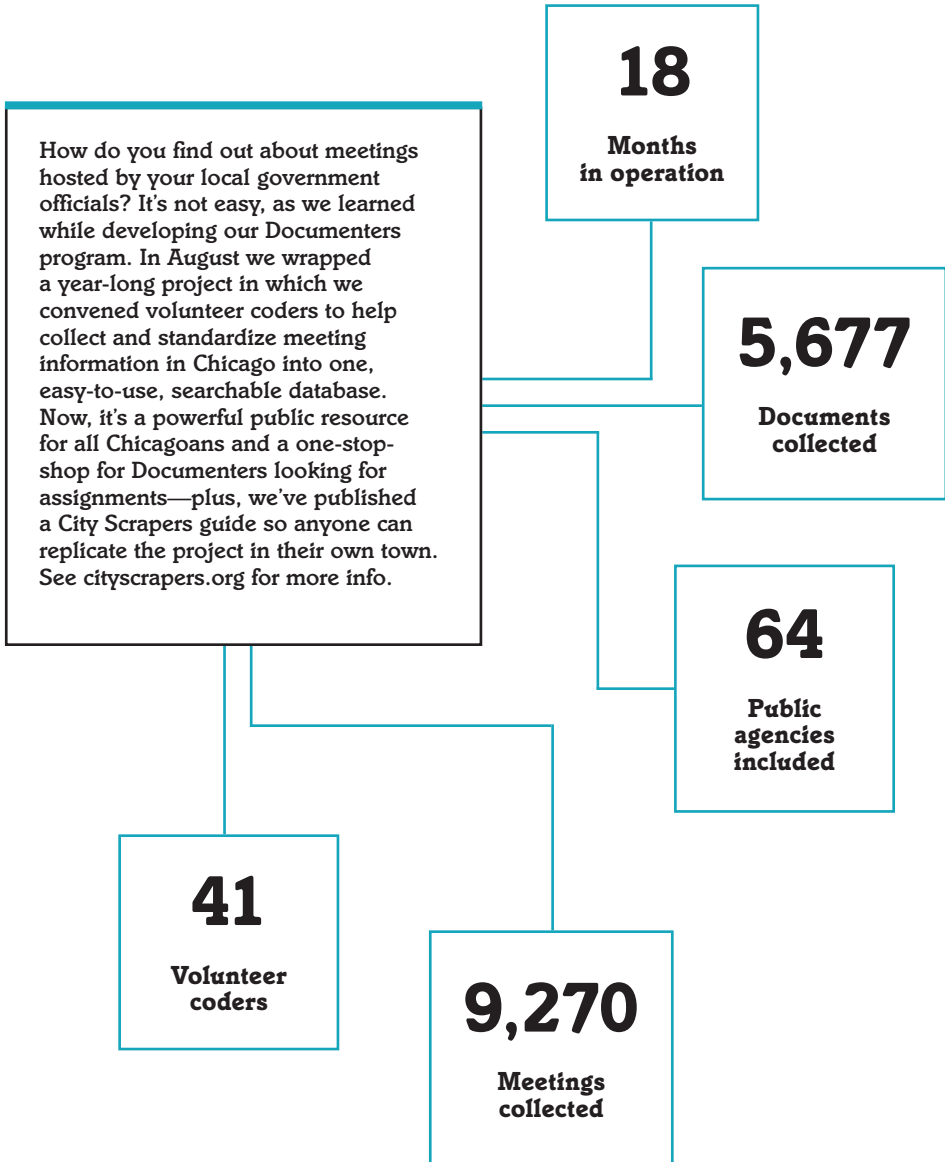 18
Months
in operation
How do you find out about meetings
hosted by your local government
officials? It's not easy, as we learned
while developing our Documenters
program. In August we wrapped
a year-long project in which we
convened volunteer coders to help
collect and standardize meeting
information in Chicago into one,
easy-to-use, searchable database.
Now, it's a powerful public resource
for all Chicagoans and a one-stop-
shop for Documenters looking for
assignments—plus, we've published
a City Scrapers guide so anyone can
replicate the project in their own town.
See cityscrapers.org for more info.
5,677
Documents
collected
64
Public
agencies
included
41
Volunteer
coders
9,270
Meetings
collected